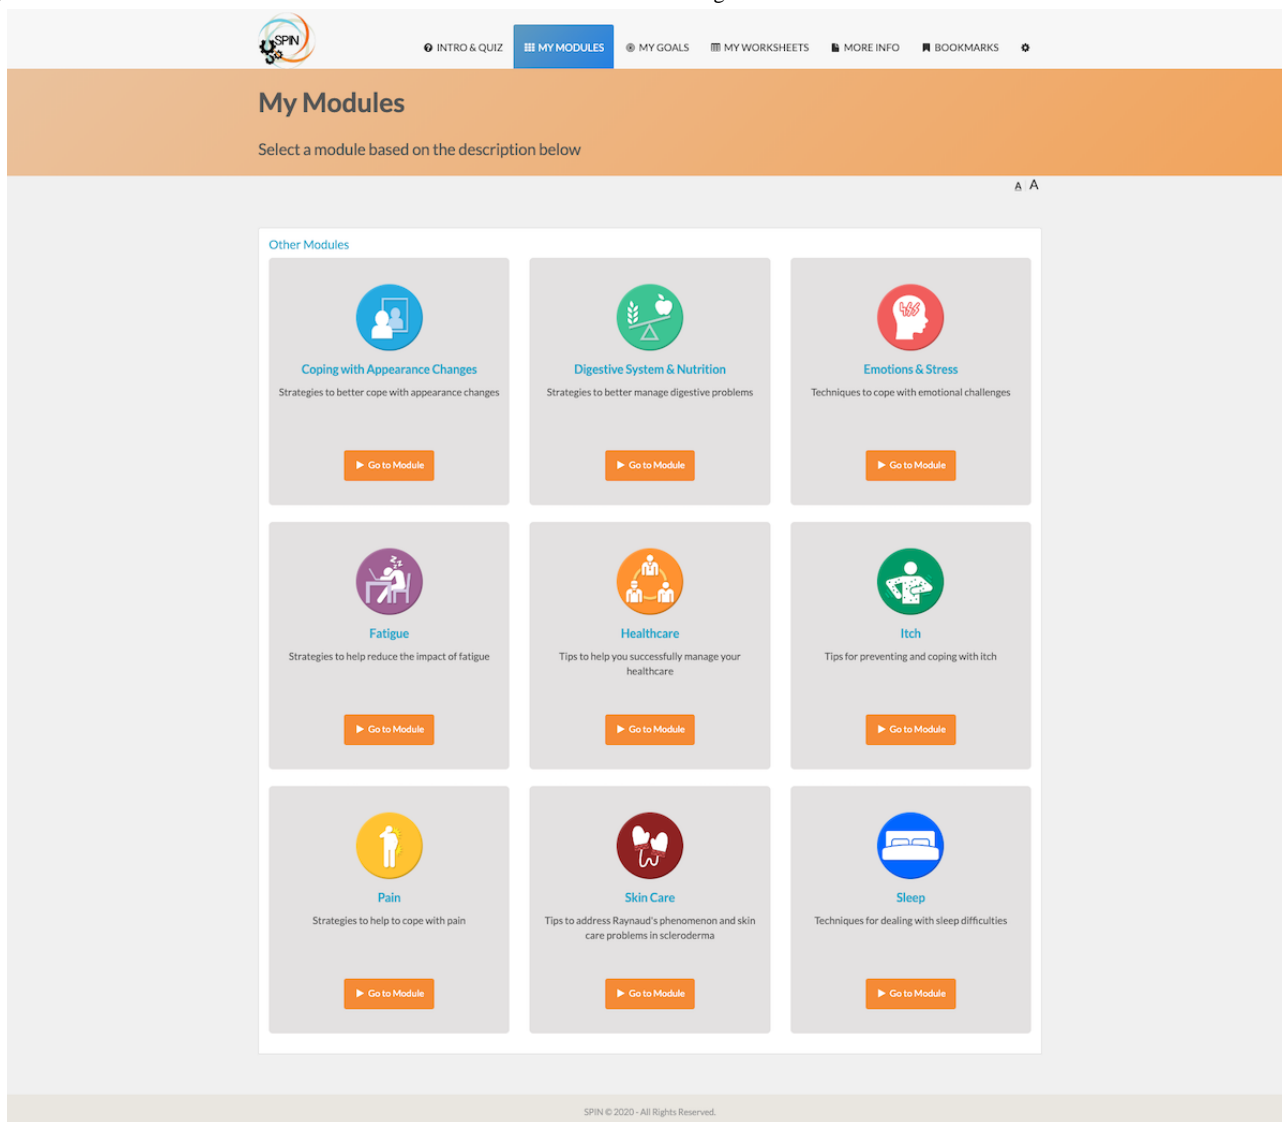 SPIN
INTRO & QUIZ MY MODULES MY GOALS MY WORKSHEETS MORE INFO BOOKMARKS
My Modules
Select a module based on the description below
A A
Other Modules
Coping with Appearance Changes
Strategies to better cope with appearance changes
Go to Module
Digestive System & Nutrition
Strategies to better manage digestive problems
Go to Module
Emotions & Stress
Techniques to cope with emotional challenges
Go to Module
Fatigue
Strategies to help reduce the impact of fatigue
Go to Module
Healthcare
Tips to help you successfully manage your
healthcare
Go to Module
Itch
Tips for preventing and coping with itch
Go to Module
Pain
Strategies to help to cope with pain
Go to Module
Skin Care
Tips to address Raynaud's phenomenon and skin
care problems in scleroderma
Go to Module
Sleep
Techniques for dealing with sleep difficulties
Go to Module
SPIN © 2020 - All Rights Reserved.